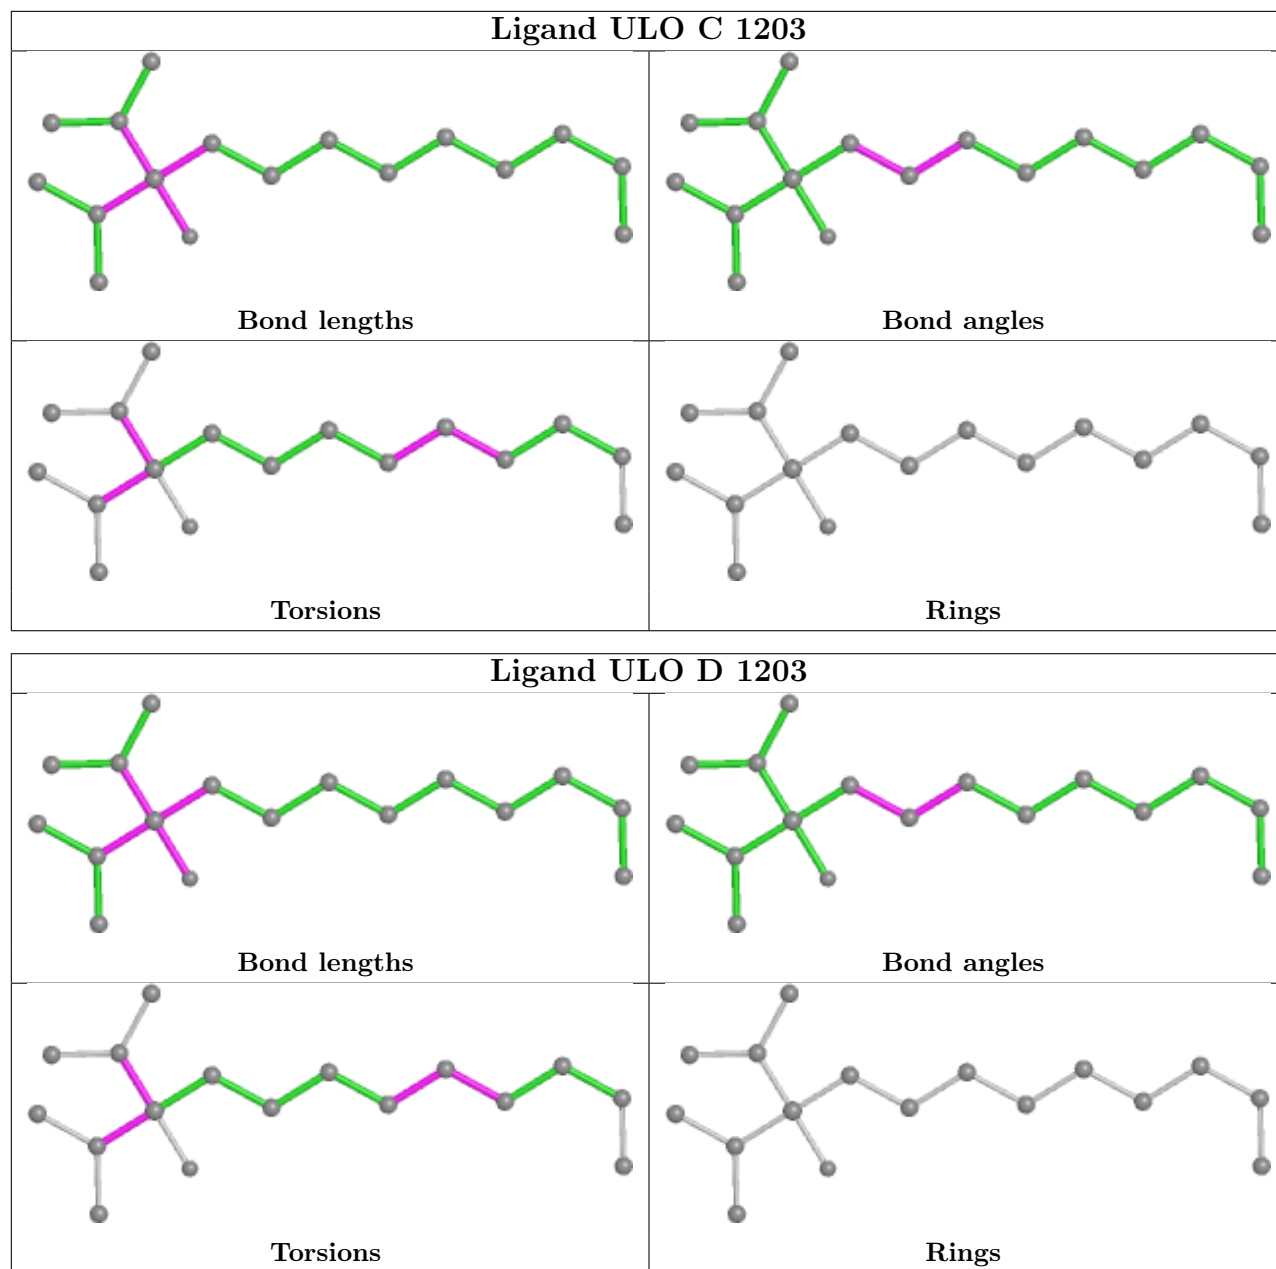 Ligand ULO C 1203
Bond lengths
Bond angles
Torsions
Rings
Ligand ULO D 1203
Bond lengths
Bond angles
Torsions
Rings